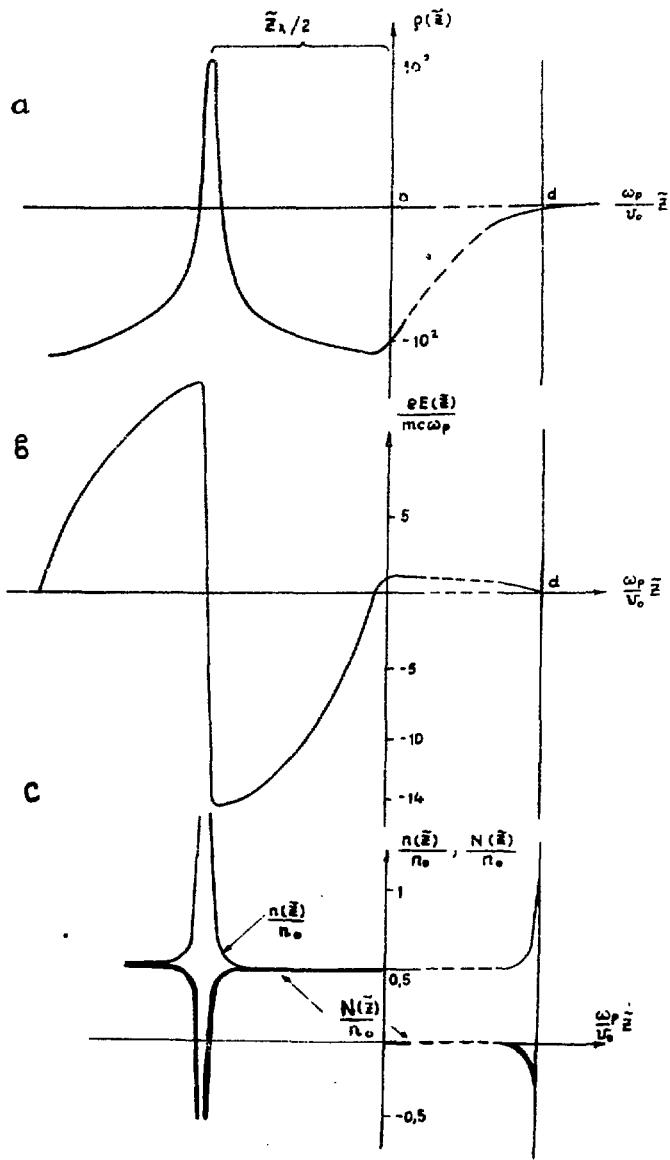 z̃λ/2
ρ(z̃)
a
10²
0
d
ωp/v₀ z̃
-10²
eE(z̃)/mcωp
б
5
d
ωp/v₀ z̃
-5
-10
-14
c
n(z̃)/n₀, N(z̃)/n₀
1
n(z̃)/n₀
0,5
N(z̃)/n₀
ωp/v₀ z̃
-0,5